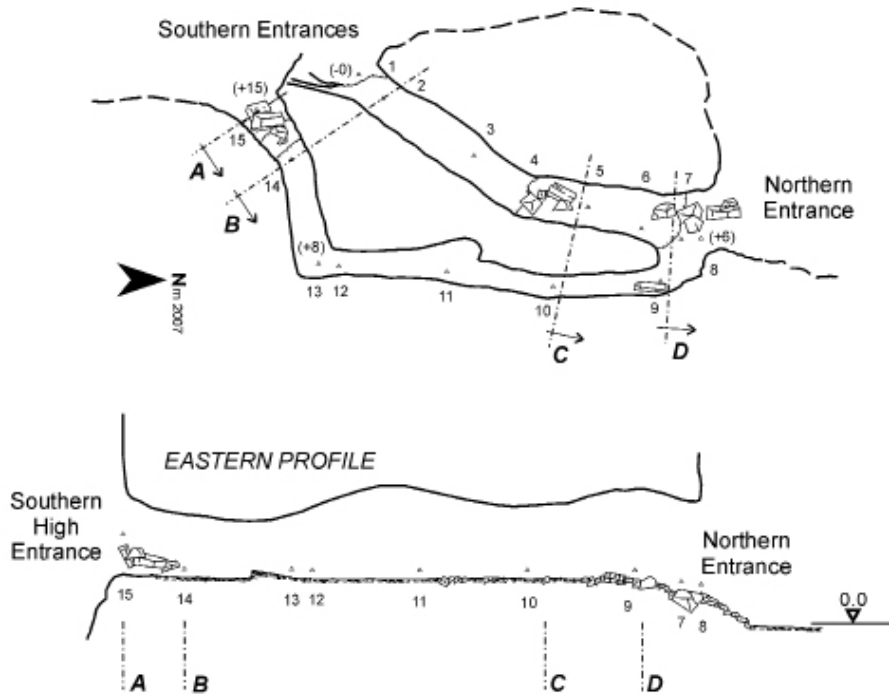 Southern Entrances
(-0)
1
2
(+15)
3
15
4
5
6
7
Northern
Entrance
A
14
B
(+6)
(+8)
8
N
m 2007
13
12
11
10
9
C
D
EASTERN PROFILE
Southern
High
Entrance
Northern
Entrance
15
14
13
12
11
10
9
7
8
0.0
A
B
C
D